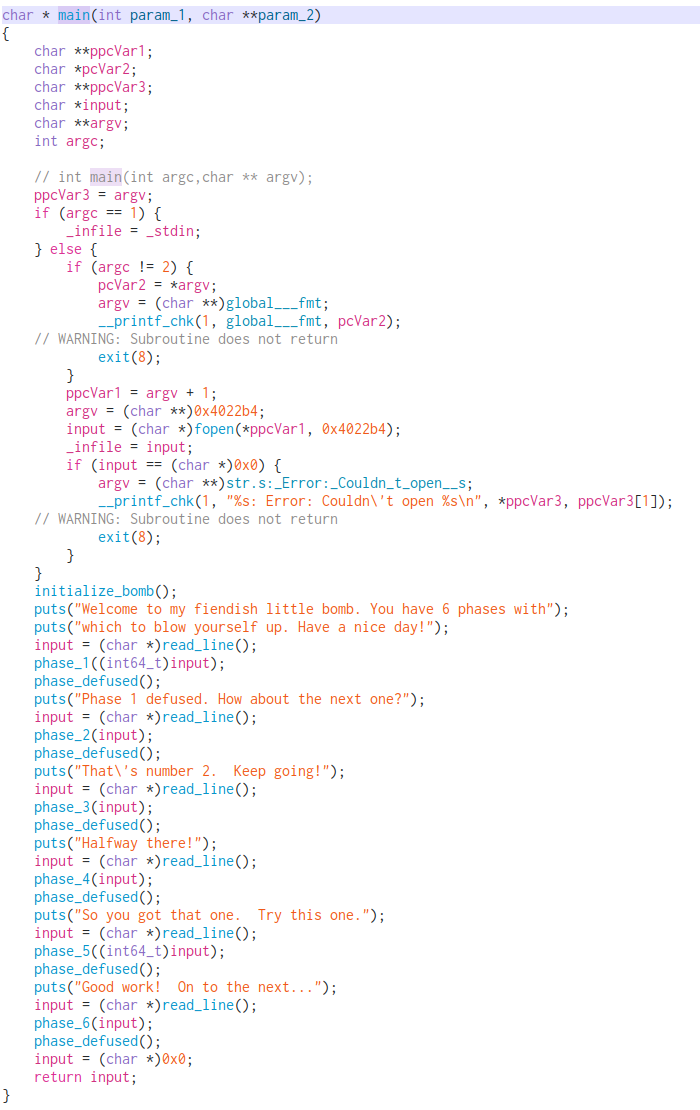 char * main(int param_1, char **param_2)
{
    char **ppcVar1;
    char *pcVar2;
    char **ppcVar3;
    char *input;
    char **argv;
    int argc;

    // int main(int argc,char ** argv);
    ppcVar3 = argv;
    if (argc == 1) {
        _infile = _stdin;
    } else {
        if (argc != 2) {
            pcVar2 = *argv;
            argv = (char **)global___fmt;
            __printf_chk(1, global___fmt, pcVar2);
    // WARNING: Subroutine does not return
            exit(8);
        }
        ppcVar1 = argv + 1;
        argv = (char **)0x4022b4;
        input = (char *)fopen(*ppcVar1, 0x4022b4);
        _infile = input;
        if (input == (char *)0x0) {
            argv = (char **)str.s:_Error:_Couldn_t_open__s;
            __printf_chk(1, "%s: Error: Couldn\'t open %s\n", *ppcVar3, ppcVar3[1]);
    // WARNING: Subroutine does not return
            exit(8);
        }
    }
    initialize_bomb();
    puts("Welcome to my fiendish little bomb. You have 6 phases with");
    puts("which to blow yourself up. Have a nice day!");
    input = (char *)read_line();
    phase_1((int64_t)input);
    phase_defused();
    puts("Phase 1 defused. How about the next one?");
    input = (char *)read_line();
    phase_2(input);
    phase_defused();
    puts("That\'s number 2.  Keep going!");
    input = (char *)read_line();
    phase_3(input);
    phase_defused();
    puts("Halfway there!");
    input = (char *)read_line();
    phase_4(input);
    phase_defused();
    puts("So you got that one.  Try this one.");
    input = (char *)read_line();
    phase_5((int64_t)input);
    phase_defused();
    puts("Good work!  On to the next...");
    input = (char *)read_line();
    phase_6(input);
    phase_defused();
    input = (char *)0x0;
    return input;
}